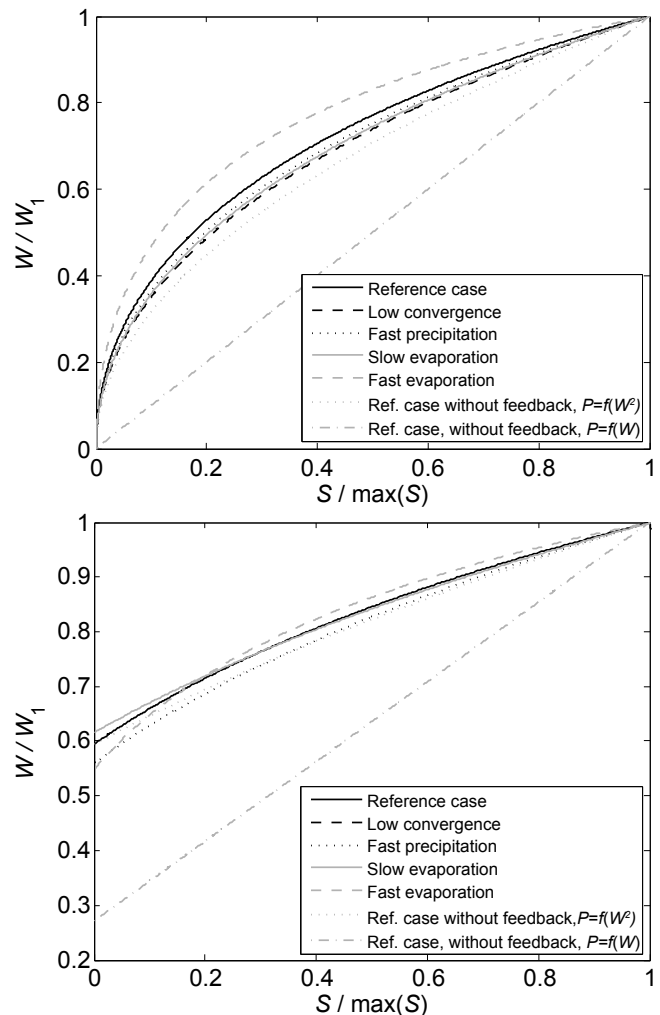 1
0.8
0.6
0.4
0.2
0
W / W1
0 0.2 0.4 0.6 0.8 1
S / max(S)
Reference case
Low convergence
Fast precipitation
Slow evaporation
Fast evaporation
Ref. case without feedback, P=f(W²)
Ref. case, without feedback, P=f(W)
1
0.9
0.8
0.7
0.6
0.5
0.4
0.3
0.2
W / W1
0 0.2 0.4 0.6 0.8 1
S / max(S)
Reference case
Low convergence
Fast precipitation
Slow evaporation
Fast evaporation
Ref. case without feedback,P=f(W²)
Ref. case, without feedback, P=f(W)